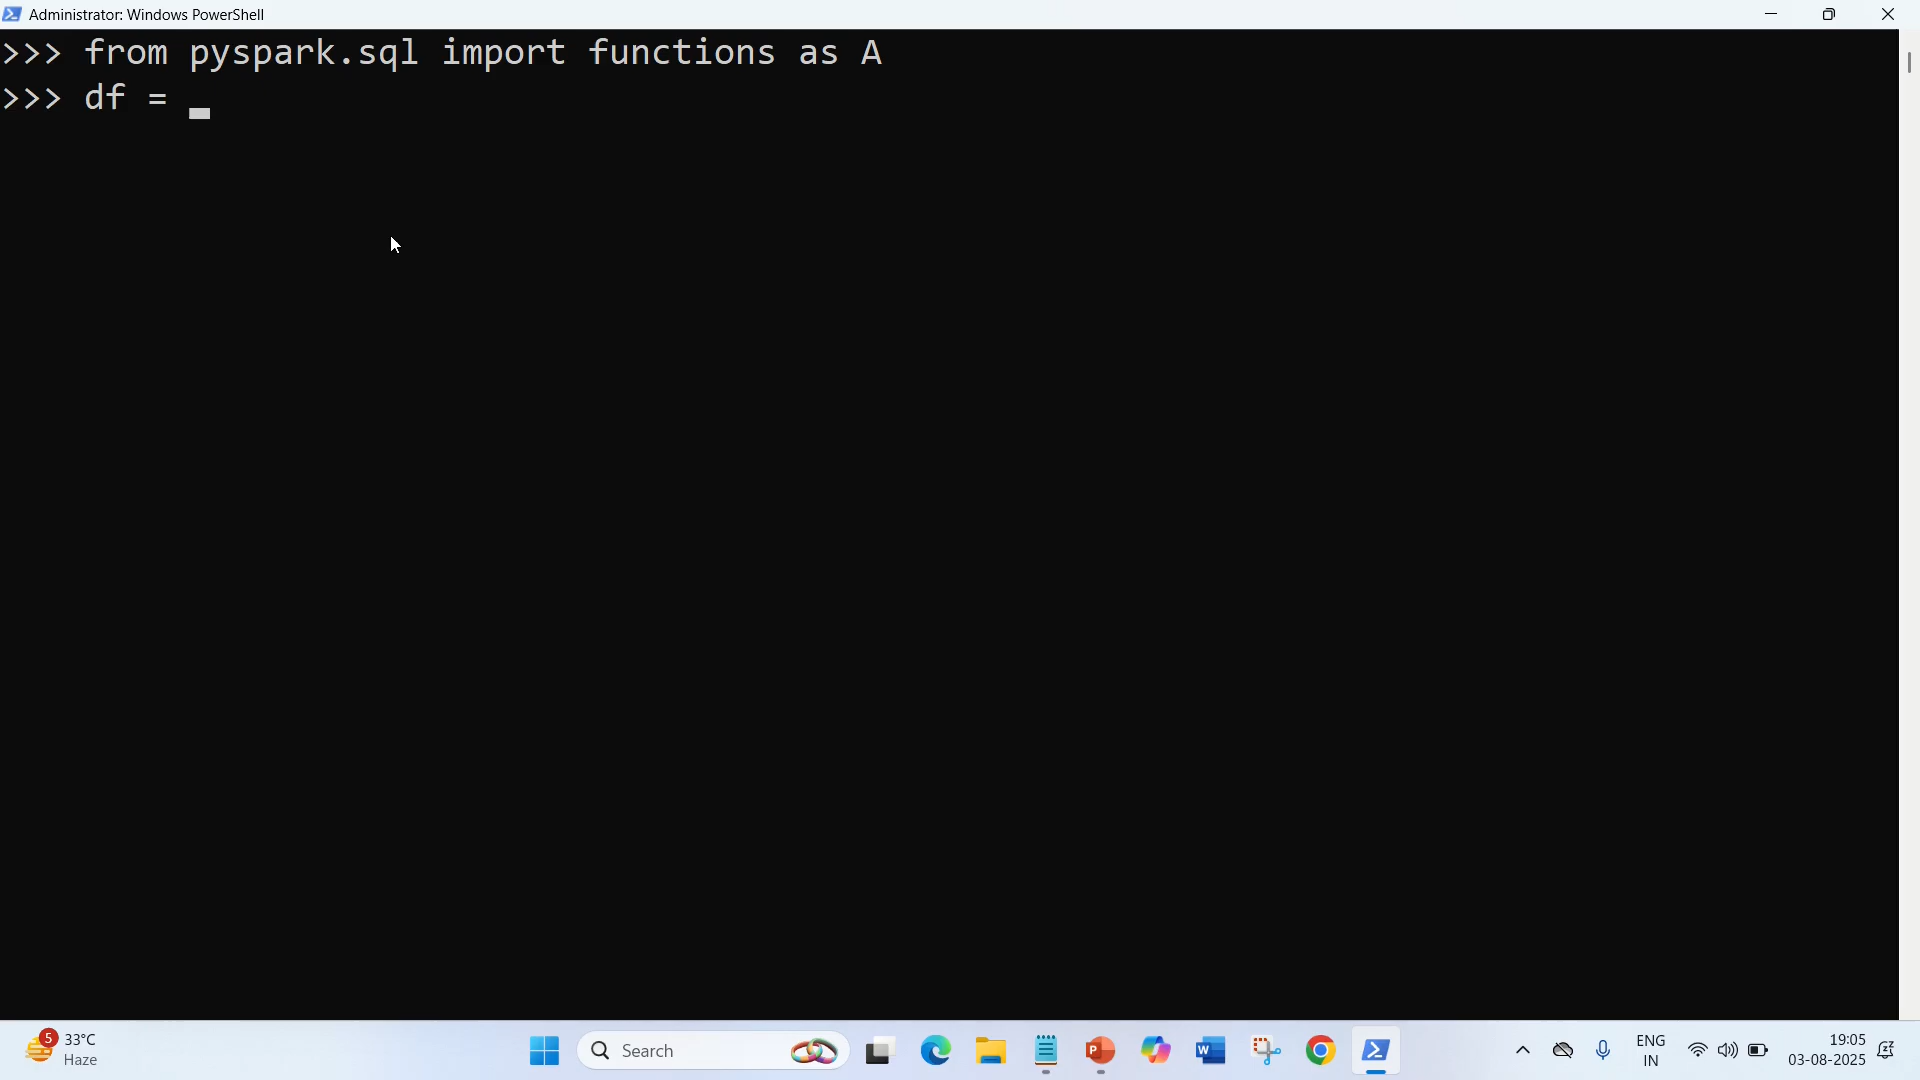 Administrator: Windows PowerShell
>>> from pyspark.sql import functions as A
>>> df = 
5
33°C
Haze
Search
ENG
IN
19:05
03-08-2025